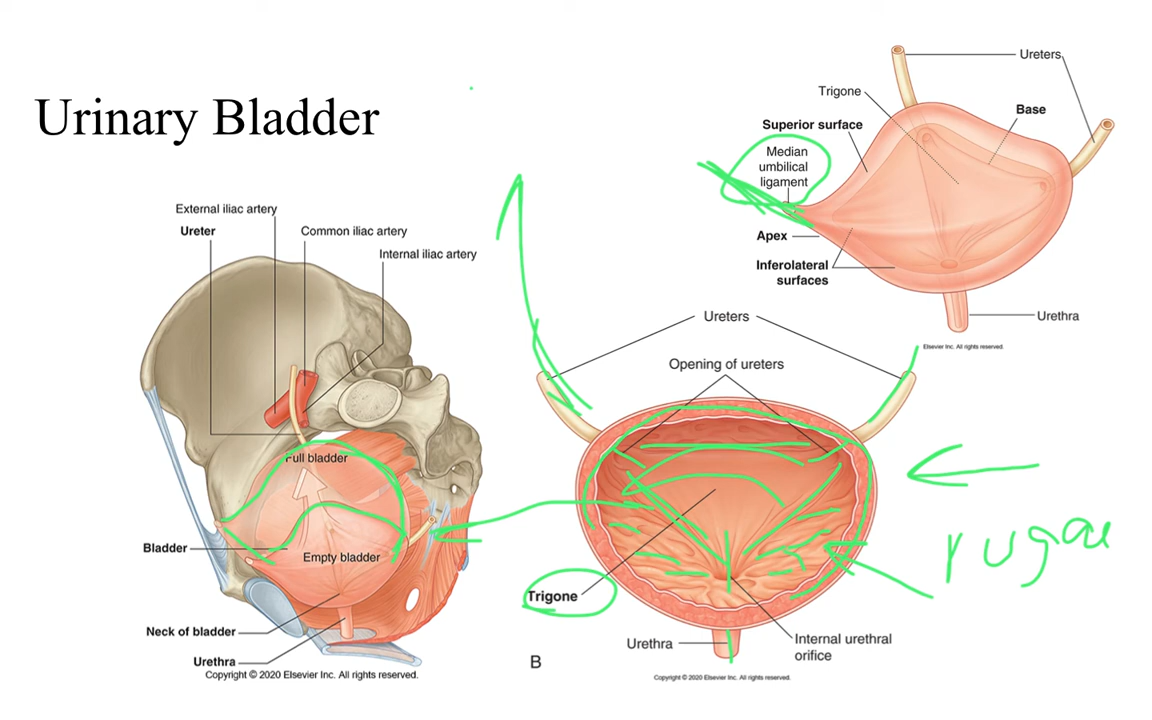 Urinary Bladder
External iliac artery
Ureter
Common iliac artery
Internal iliac artery
Full bladder
Bladder
Empty bladder
Neck of bladder
Urethra
Copyright © 2020 Elsevier Inc. All rights reserved.
Ureters
Trigone
Base
Superior surface
Median
umbilical
ligament
Apex
Inferolateral
surfaces
Urethra
Elsevier Inc. All rights reserved.
Ureters
Opening of ureters
rugae
Trigone
Urethra
Internal urethral
orifice
B
Copyright © 2020 Elsevier Inc. All rights reserved.